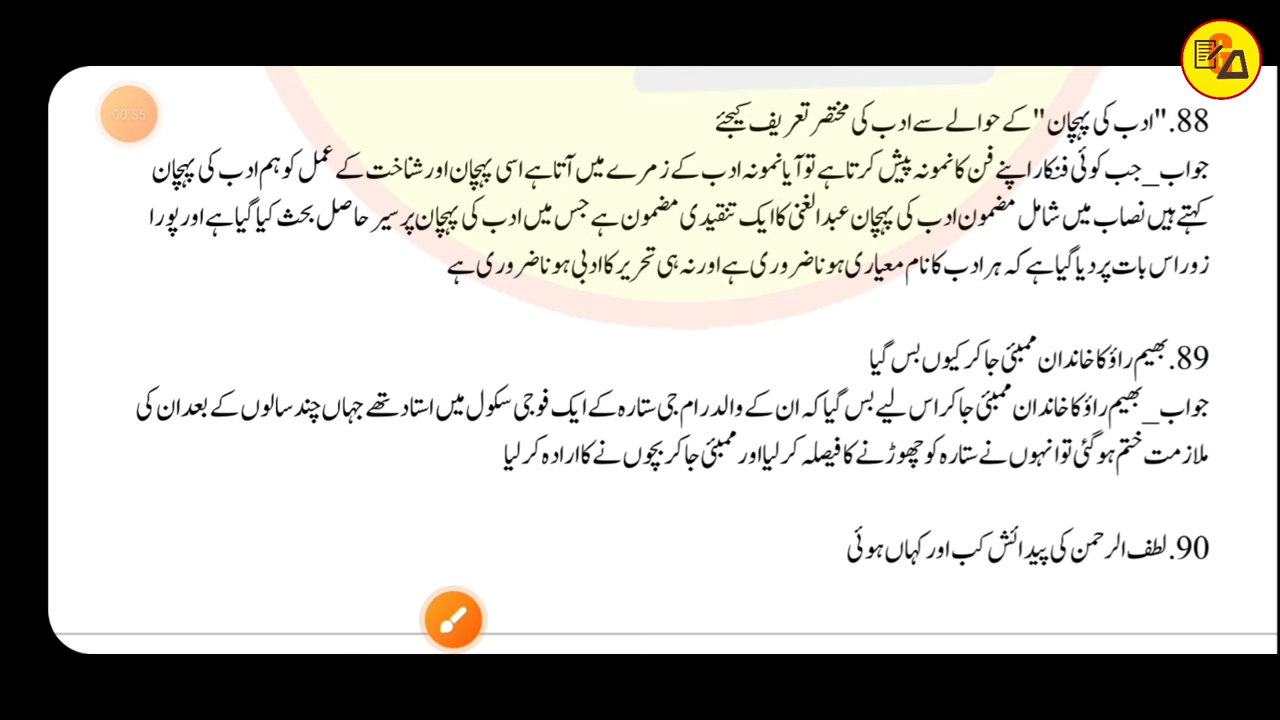 00:55
88. "ادب کی پہچان" کے حوالے سے ادب کی مختصر تعریف کیجئے
جواب_ جب کوئی فنکار اپنے فن کا نمونہ پیش کرتا ہے تو آیا نمونہ ادب کے زمرے میں آتا ہے اسی پہچان اور شناخت کے عمل کو ہم ادب کی پہچان
کہتے ہیں نصاب میں شامل مضمون ادب کی پہچان عبدالغنی کا ایک تنقیدی مضمون ہے جس میں ادب کی پہچان پر سیر حاصل بحث کیا گیا ہے اور پورا
زور اس بات پر دیا گیا ہے کہ ہر ادب کا نام معیاری ہونا ضروری ہے اور نہ ہی تحریر کا ادبی ہونا ضروری ہے
89. بھیم راؤ کا خاندان ممبئی جاکر کیوں بس گیا
جواب_ بھیم راؤ کا خاندان ممبئی جاکر اس لیے بس گیا کہ ان کے والد رام جی ستارہ کے ایک فوجی سکول میں استاد تھے جہاں چند سالوں کے بعد ان کی
ملازمت ختم ہو گئی تو انہوں نے ستارہ کو چھوڑنے کا فیصلہ کر لیا اور ممبئی جا کر بچوں نے کا ارادہ کر لیا
90. لطف الرحمن کی پیدائش کب اور کہاں ہوئی